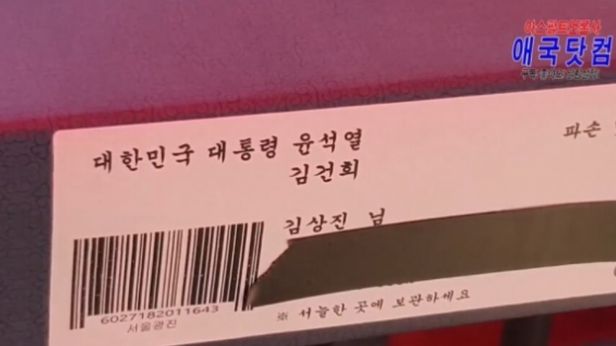 애국닷컴
대한민국 대통령 윤석열
김건희
파손
김상진 님
6027182011643
서울광진
※ 서늘한 곳에 보관하세요